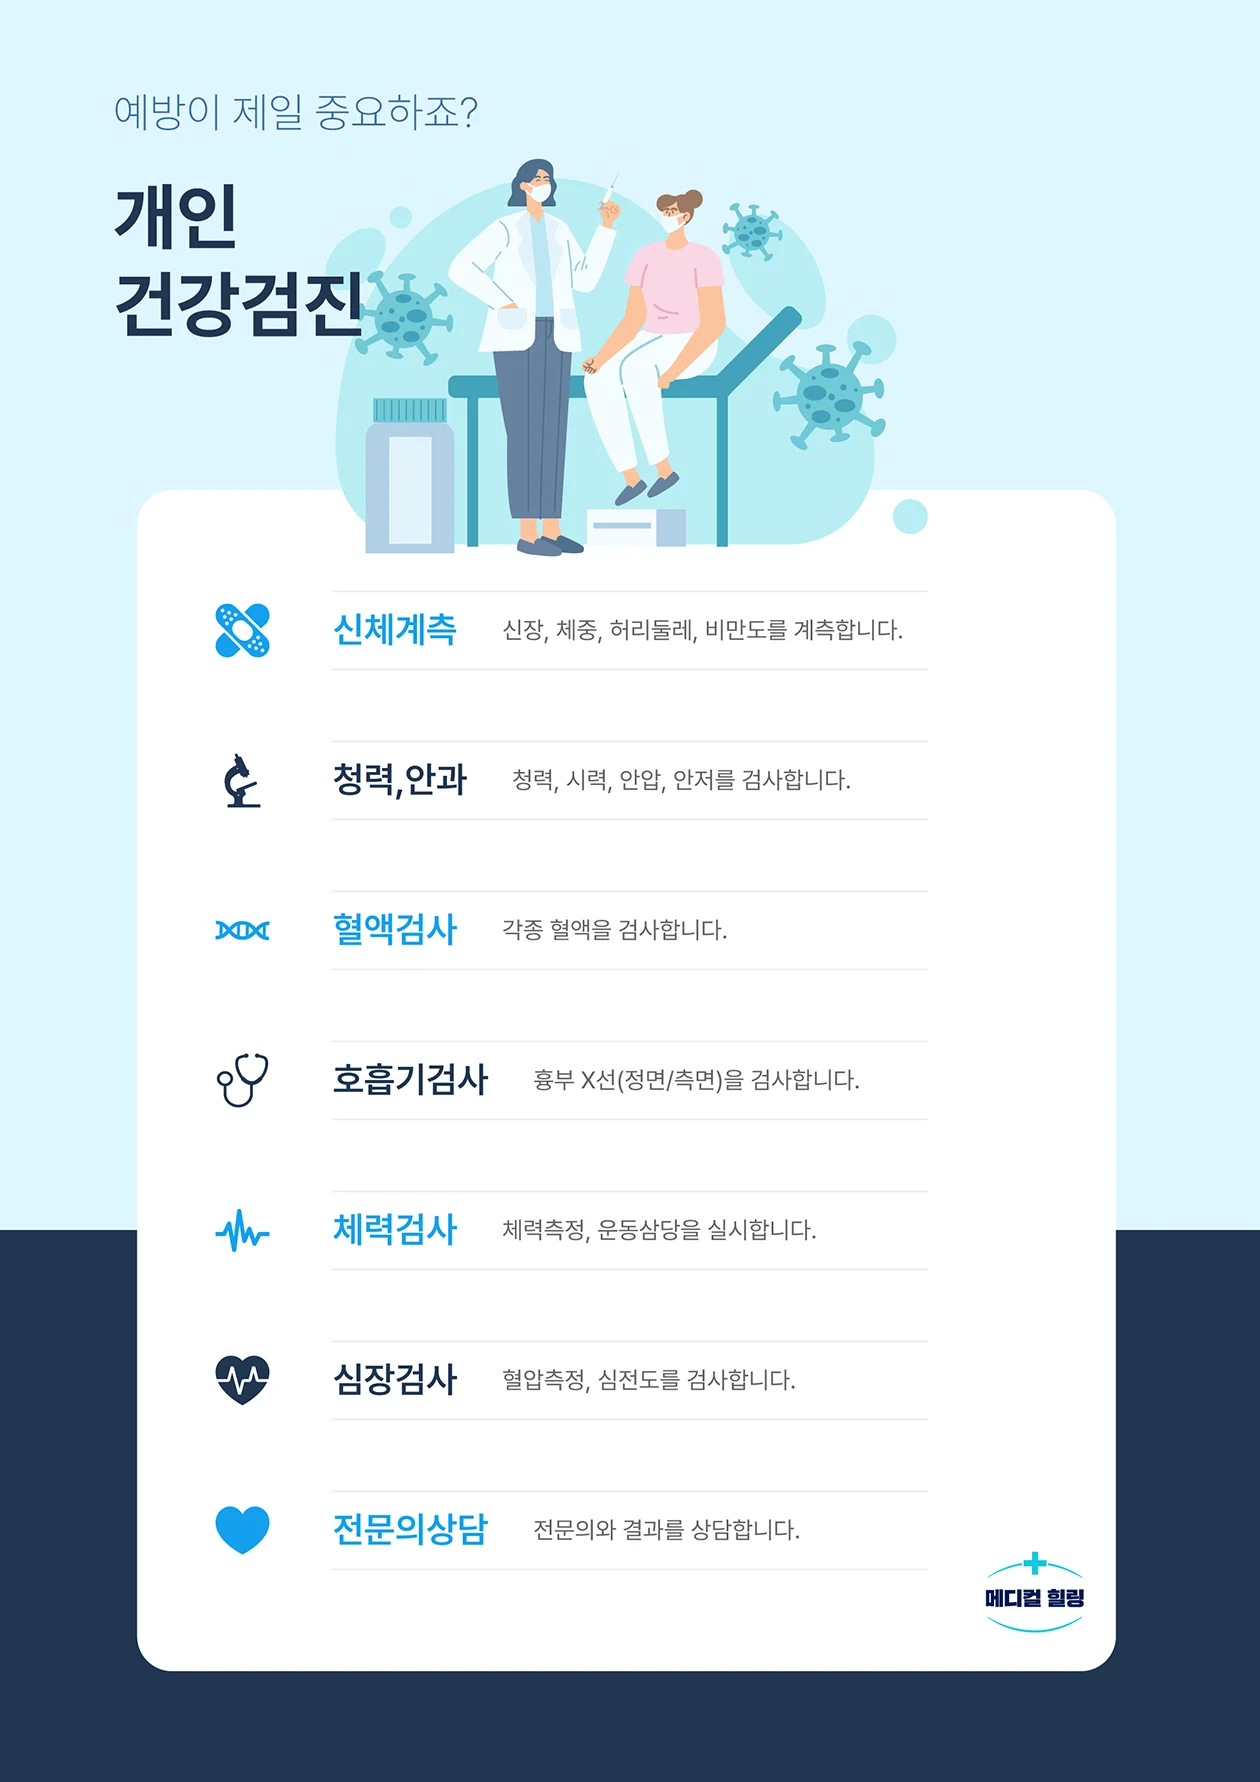 예방이 제일 중요하죠?
개인
건강검진
신체계측 신장, 체중, 허리둘레, 비만도를 계측합니다.
청력,안과 청력, 시력, 안압, 안저를 검사합니다.
혈액검사 각종 혈액을 검사합니다.
호흡기검사 흉부 X선(정면/측면)을 검사합니다.
체력검사 체력측정, 운동삼당을 실시합니다.
심장검사 혈압측정, 심전도를 검사합니다.
전문의상담 전문의와 결과를 상담합니다.
메디컬 힐링